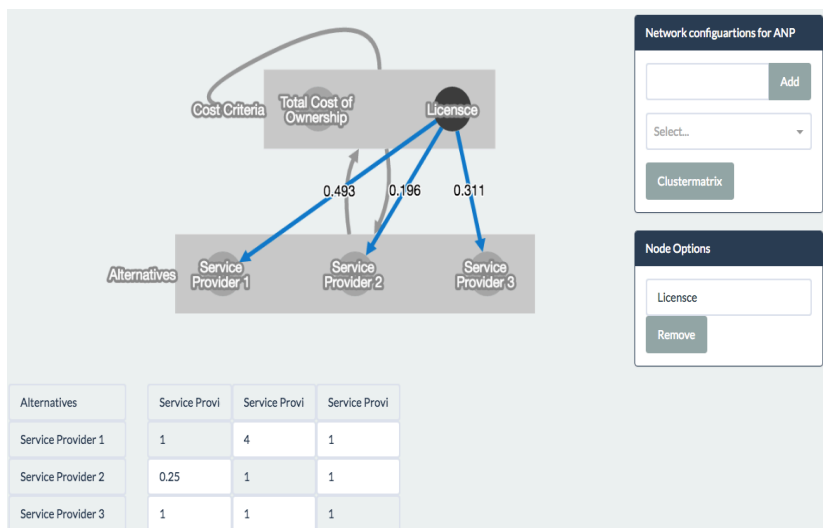 Network configuartions for ANP
Add
Select...
Clustermatrix
Cost Criteria
Total Cost of
Ownership
Licensce
0.493
0.196
0.311
Alternatives
Service
Provider 1
Service
Provider 2
Service
Provider 3
Node Options
Licensce
Remove
Alternatives Service Provi Service Provi Service Provi
Service Provider 1 1 4 1
Service Provider 2 0.25 1 1
Service Provider 3 1 1 1